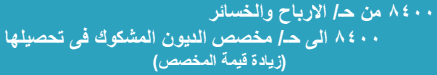 ٨٤٠٠ من حـ/ الارباح والخسائر
٨٤٠٠ الى حـ/ مخصص الديون المشكوك فى تحصيلها
(زيادة قيمة المخصص)